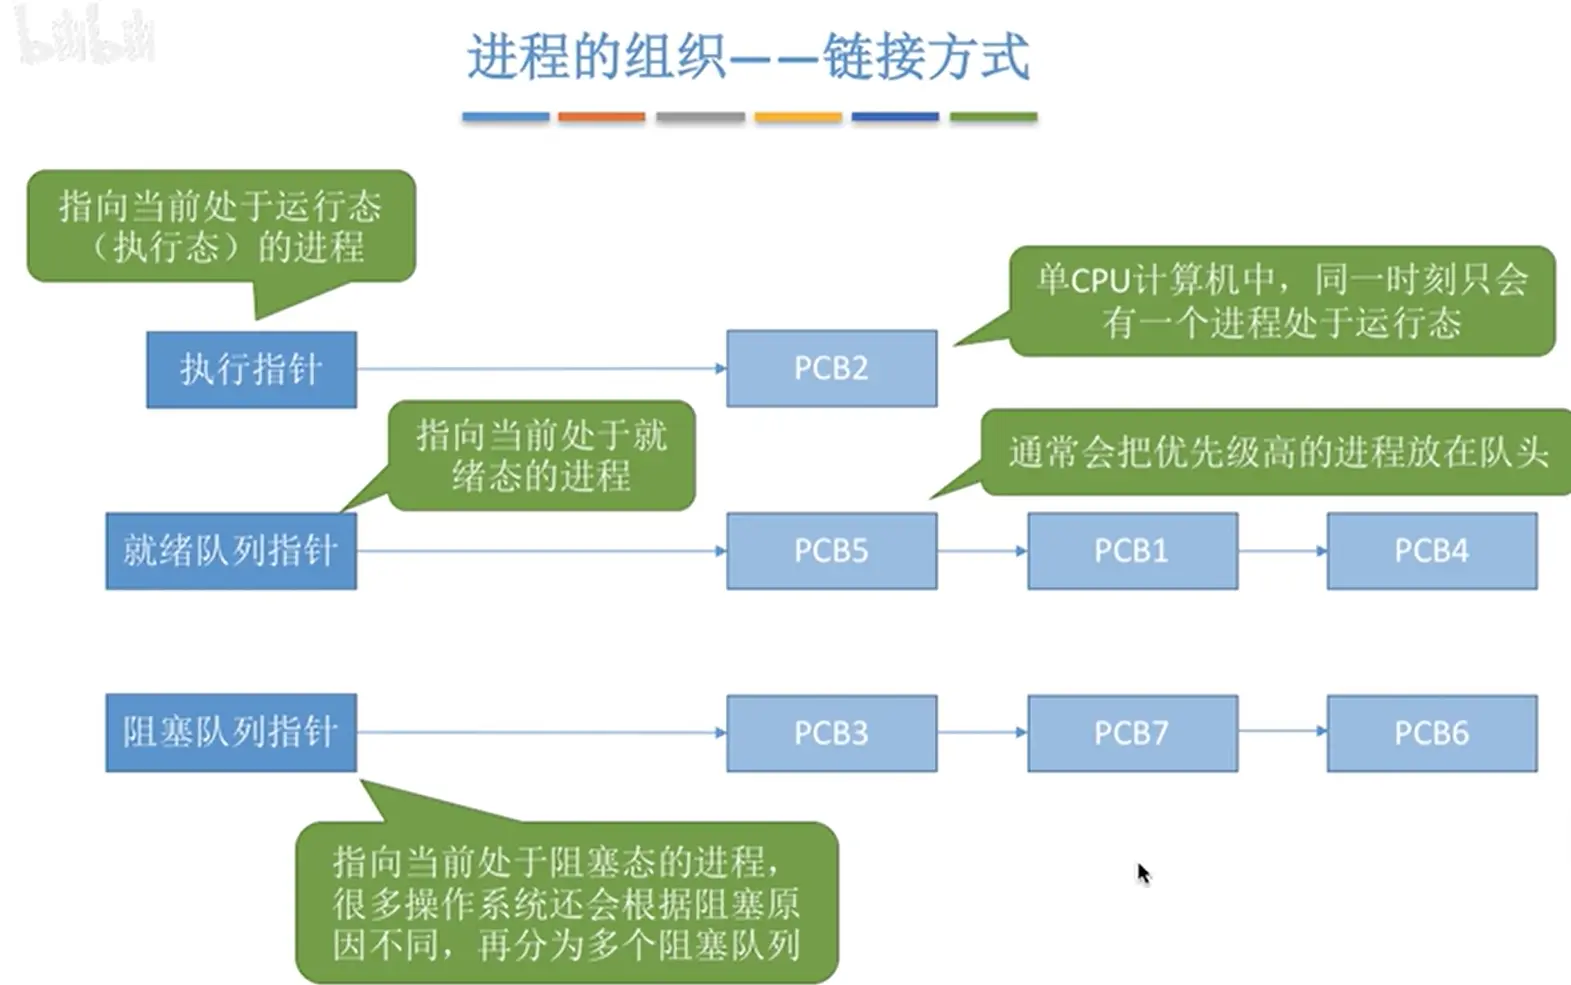 bilibili
进程的组织——链接方式
指向当前处于运行态
（执行态）的进程
单CPU计算机中，同一时刻只会
有一个进程处于运行态
执行指针
PCB2
指向当前处于就
绪态的进程
通常会把优先级高的进程放在队头
就绪队列指针
PCB5
PCB1
PCB4
阻塞队列指针
PCB3
PCB7
PCB6
指向当前处于阻塞态的进程，
很多操作系统还会根据阻塞原
因不同，再分为多个阻塞队列